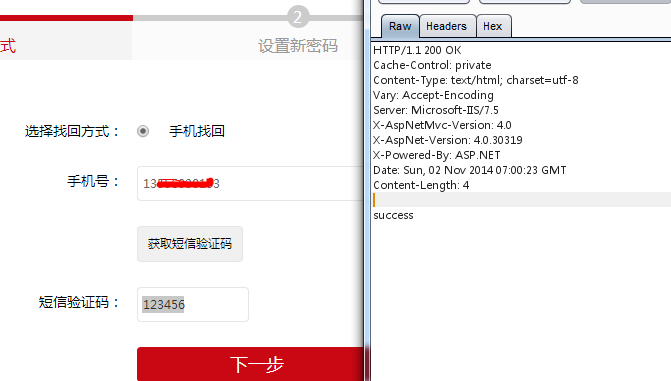 2
式
设置新密码
选择找回方式：
手机找回
手机号：
获取短信验证码
短信验证码：
123456
下一步
Raw
Headers
Hex
HTTP/1.1 200 OK
Cache-Control: private
Content-Type: text/html; charset=utf-8
Vary: Accept-Encoding
Server: Microsoft-IIS/7.5
X-AspNetMvc-Version: 4.0
X-AspNet-Version: 4.0.30319
X-Powered-By: ASP.NET
Date: Sun, 02 Nov 2014 07:00:23 GMT
Content-Length: 4
success